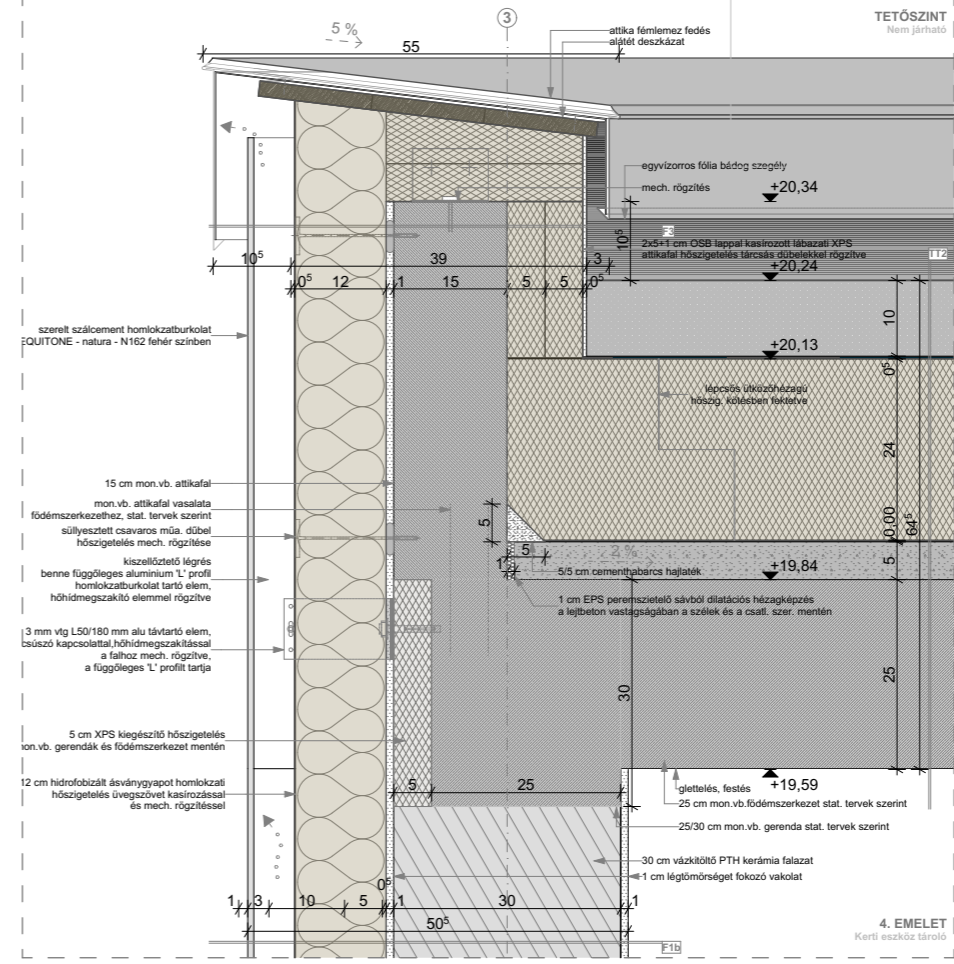 3
TETŐSZINT
Nem járható
5 %
attika fémlemez fedés
alátét deszkázat
55
egyvízorros fólia bádog szegély
mech. rögzítés
+20,34
F3
10⁵
2x5+1 cm OSB lappal kasírozott lábazati XPS
attikafal hőszigetelés tárcsás dübelekkel rögzítve
TT2
10⁵
39
3
+20,24
0⁵
12
1
15
5
5
0⁵
10
szerelt szálcement homlokzatburkolat
EQUITONE - natura - N162 fehér színben
+20,13
0⁵
lépcsős ütközőhézagú
hőszig. kötésben fektetve
24
15 cm mon.vb. attikafal
mon.vb. attikafal vasalata
födémszerkezethez, stat. tervek szerint
5
0,00
64⁵
süllyesztett csavaros műa. dűbel
hőszigetelés mech. rögzítése
5
2 %
5
kiszellőztető légrés
benne függőleges aluminium 'L' profil
homlokzatburkolat tartó elem,
hőhídmegszakító elemmel rögzítve
1
5/5 cm cementhabarcs hajlaték
+19,84
1 cm EPS peremszietelő sávból dilatációs hézagképzés
a lejtbeton vastagságában a szélek és a csatl. szer. mentén
3 mm vtg L50/180 mm alu távtartó elem,
csúszó kapcsolattal,hőhídmegszakítással
a falhoz mech. rögzítve,
a függőleges 'L' profilt tartja
25
30
5 cm XPS kiegészítő hőszigetelés
mon.vb. gerendák és födémszerkezet mentén
12 cm hidrofobizált ásványgyapot homlokzati
hőszigetelés üvegszövet kasírozással
és mech. rögzítéssel
5
25
glettelés, festés
+19,59
25 cm mon.vb.födémszerkezet stat. tervek szerint
25/30 cm mon.vb. gerenda stat. tervek szerint
30 cm vázkitöltő PTH kerámia falazat
1 cm légtömörséget fokozó vakolat
0⁵
1
3
10
5
1
30
1
50⁵
F1b
4. EMELET
Kerti eszköz tároló